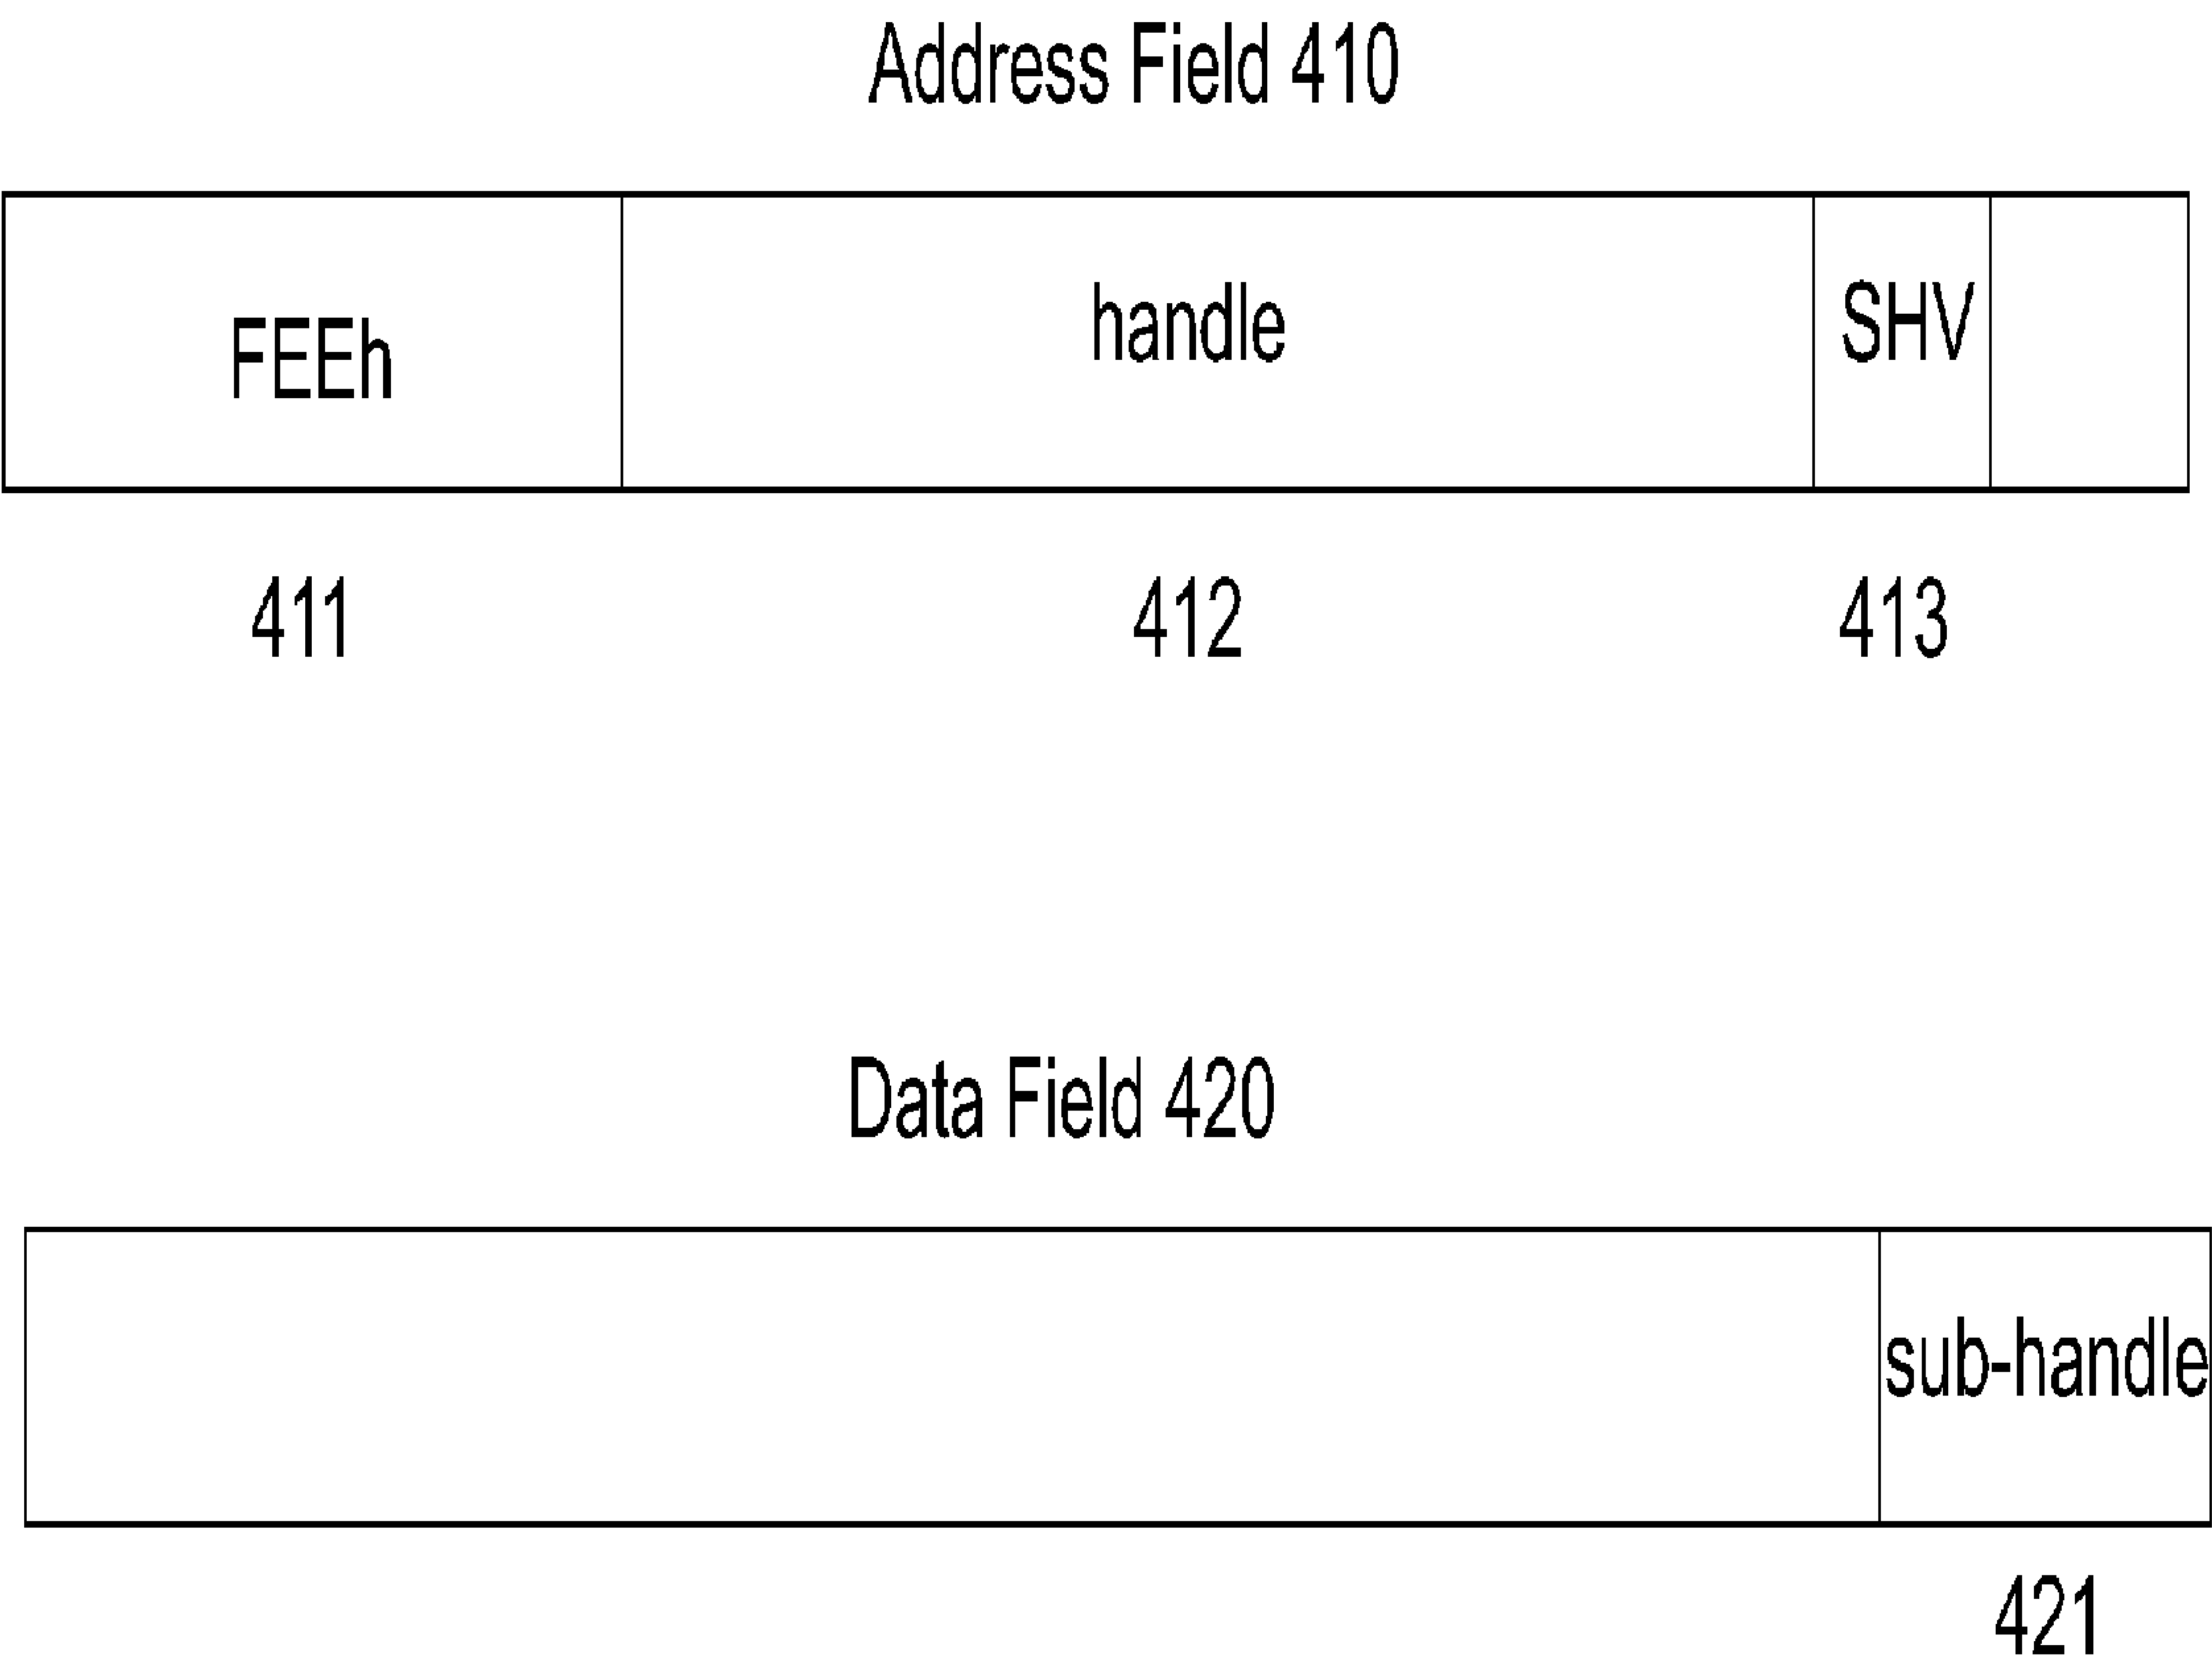 Address Field 410
FEEh handle SHV
411 412 413
Data Field 420
sub-handle
421